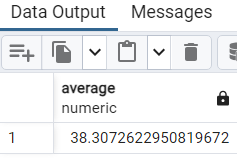 Data Output Messages
average
numeric
1 38.3072622950819672